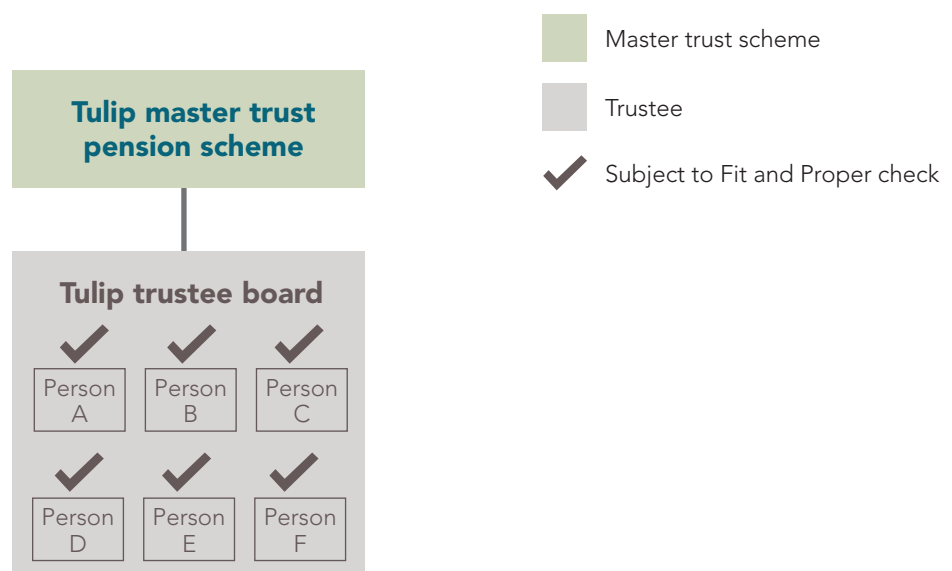 Master trust scheme
Trustee
Subject to Fit and Proper check
Tulip master trust
pension scheme
Tulip trustee board
Person
A
Person
B
Person
C
Person
D
Person
E
Person
F